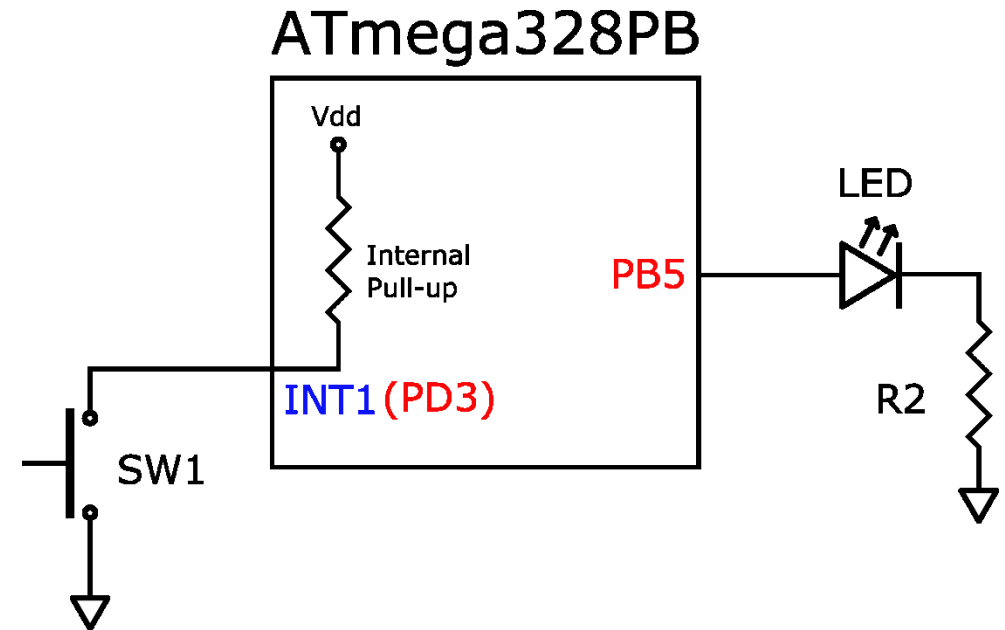 ATmega328PB
Vdd
LED
Internal
Pull-up
PB5
INT1(PD3)
R2
SW1